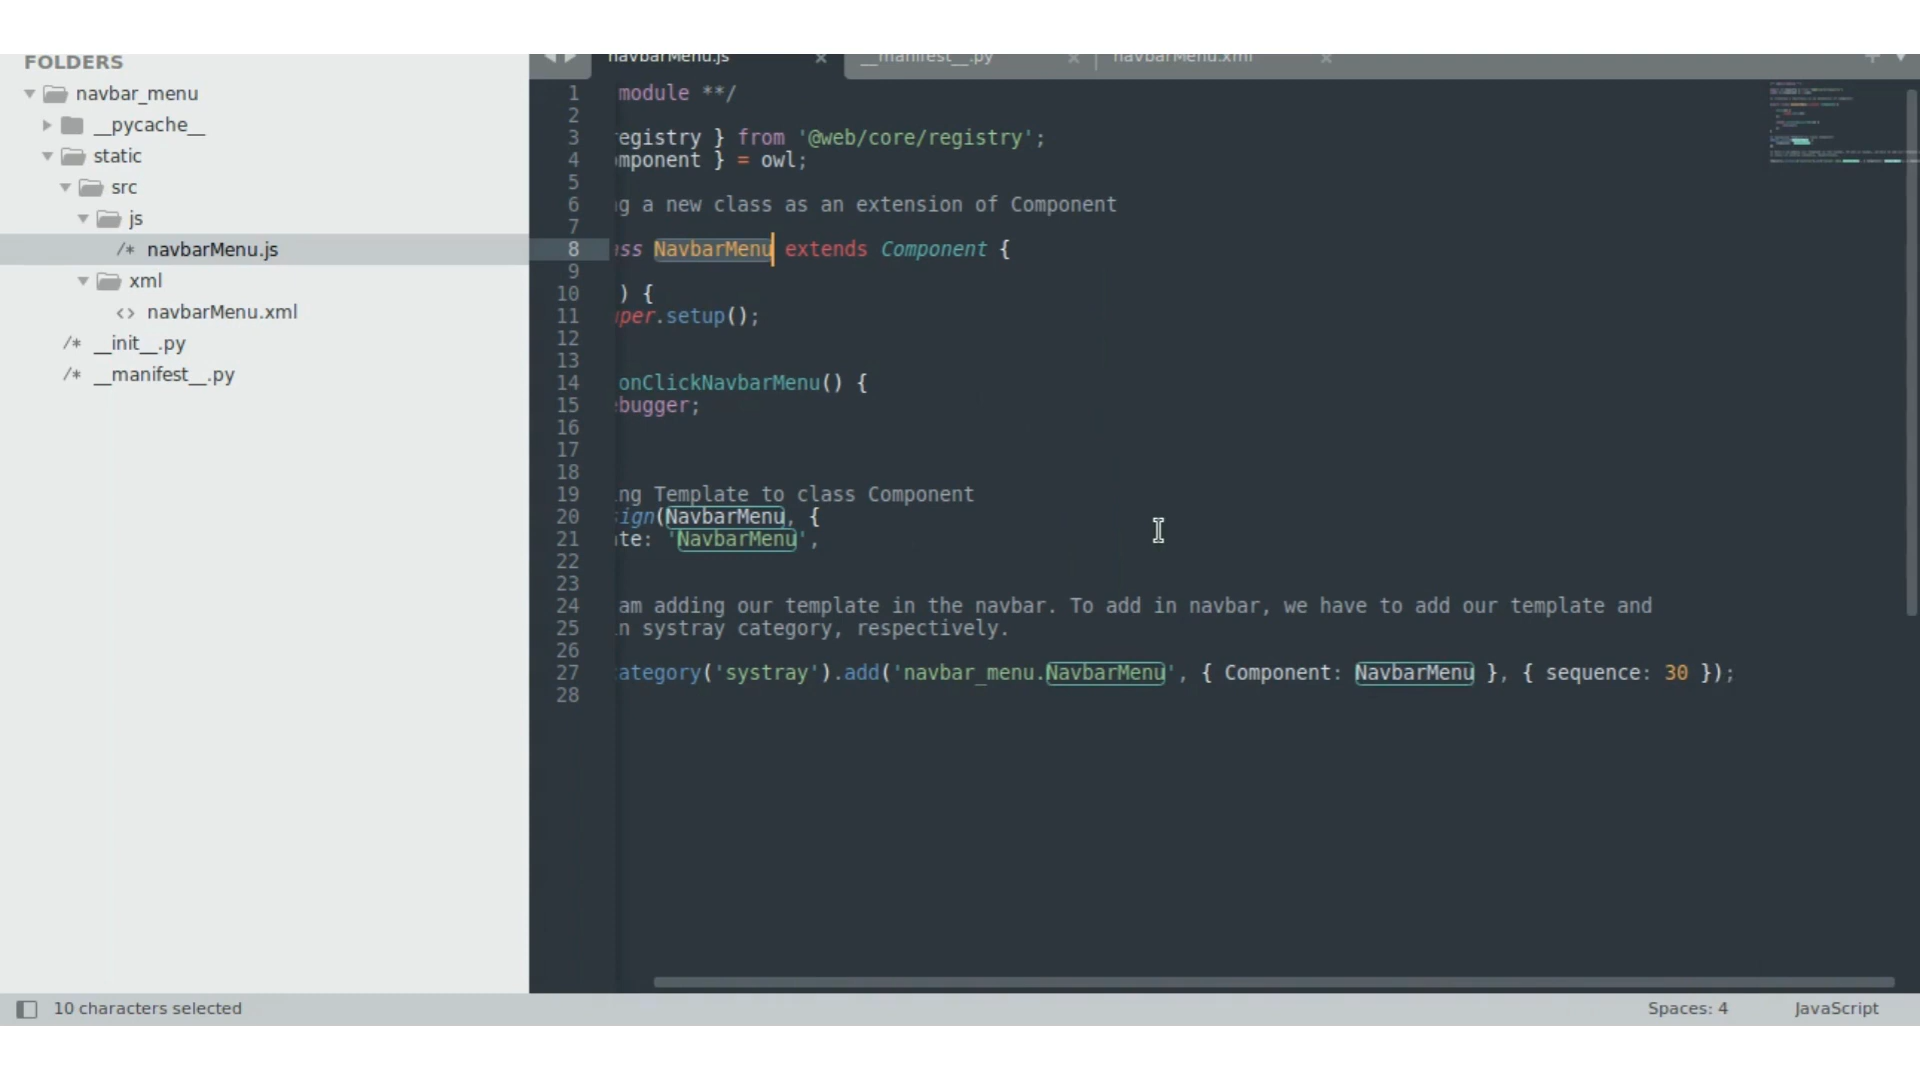 FOLDERS
navbar_menu
__pycache__
static
src
js
/* navbarMenu.js
xml
<> navbarMenu.xml
/* __init__.py
/* __manifest__.py
navbarMenu.js
__manifest__.py
navbarMenu.xml
1 module **/
2
3 egistry } from '@web/core/registry';
4 mponent } = owl;
5
6 g a new class as an extension of Component
7
8 ss NavbarMenu extends Component {
9
10 ) {
11 per.setup();
12
13
14 onClickNavbarMenu() {
15 bugger;
16
17
18
19 ng Template to class Component
20 ign(NavbarMenu, {
21 te: 'NavbarMenu',
22
23
24 am adding our template in the navbar. To add in navbar, we have to add our template and
25 n systray category, respectively.
26
27 ategory('systray').add('navbar_menu.NavbarMenu', { Component: NavbarMenu }, { sequence: 30 });
28
10 characters selected
Spaces: 4
JavaScript